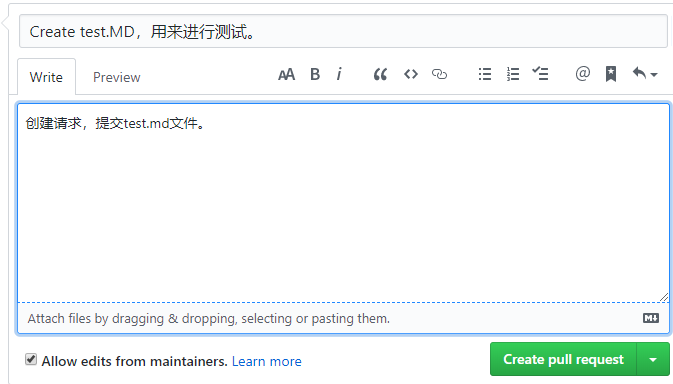 Create test.MD，用来进行测试。
Write Preview
AA B i @
创建请求，提交test.md文件。
Attach files by dragging & dropping, selecting or pasting them.
Allow edits from maintainers. Learn more
Create pull request